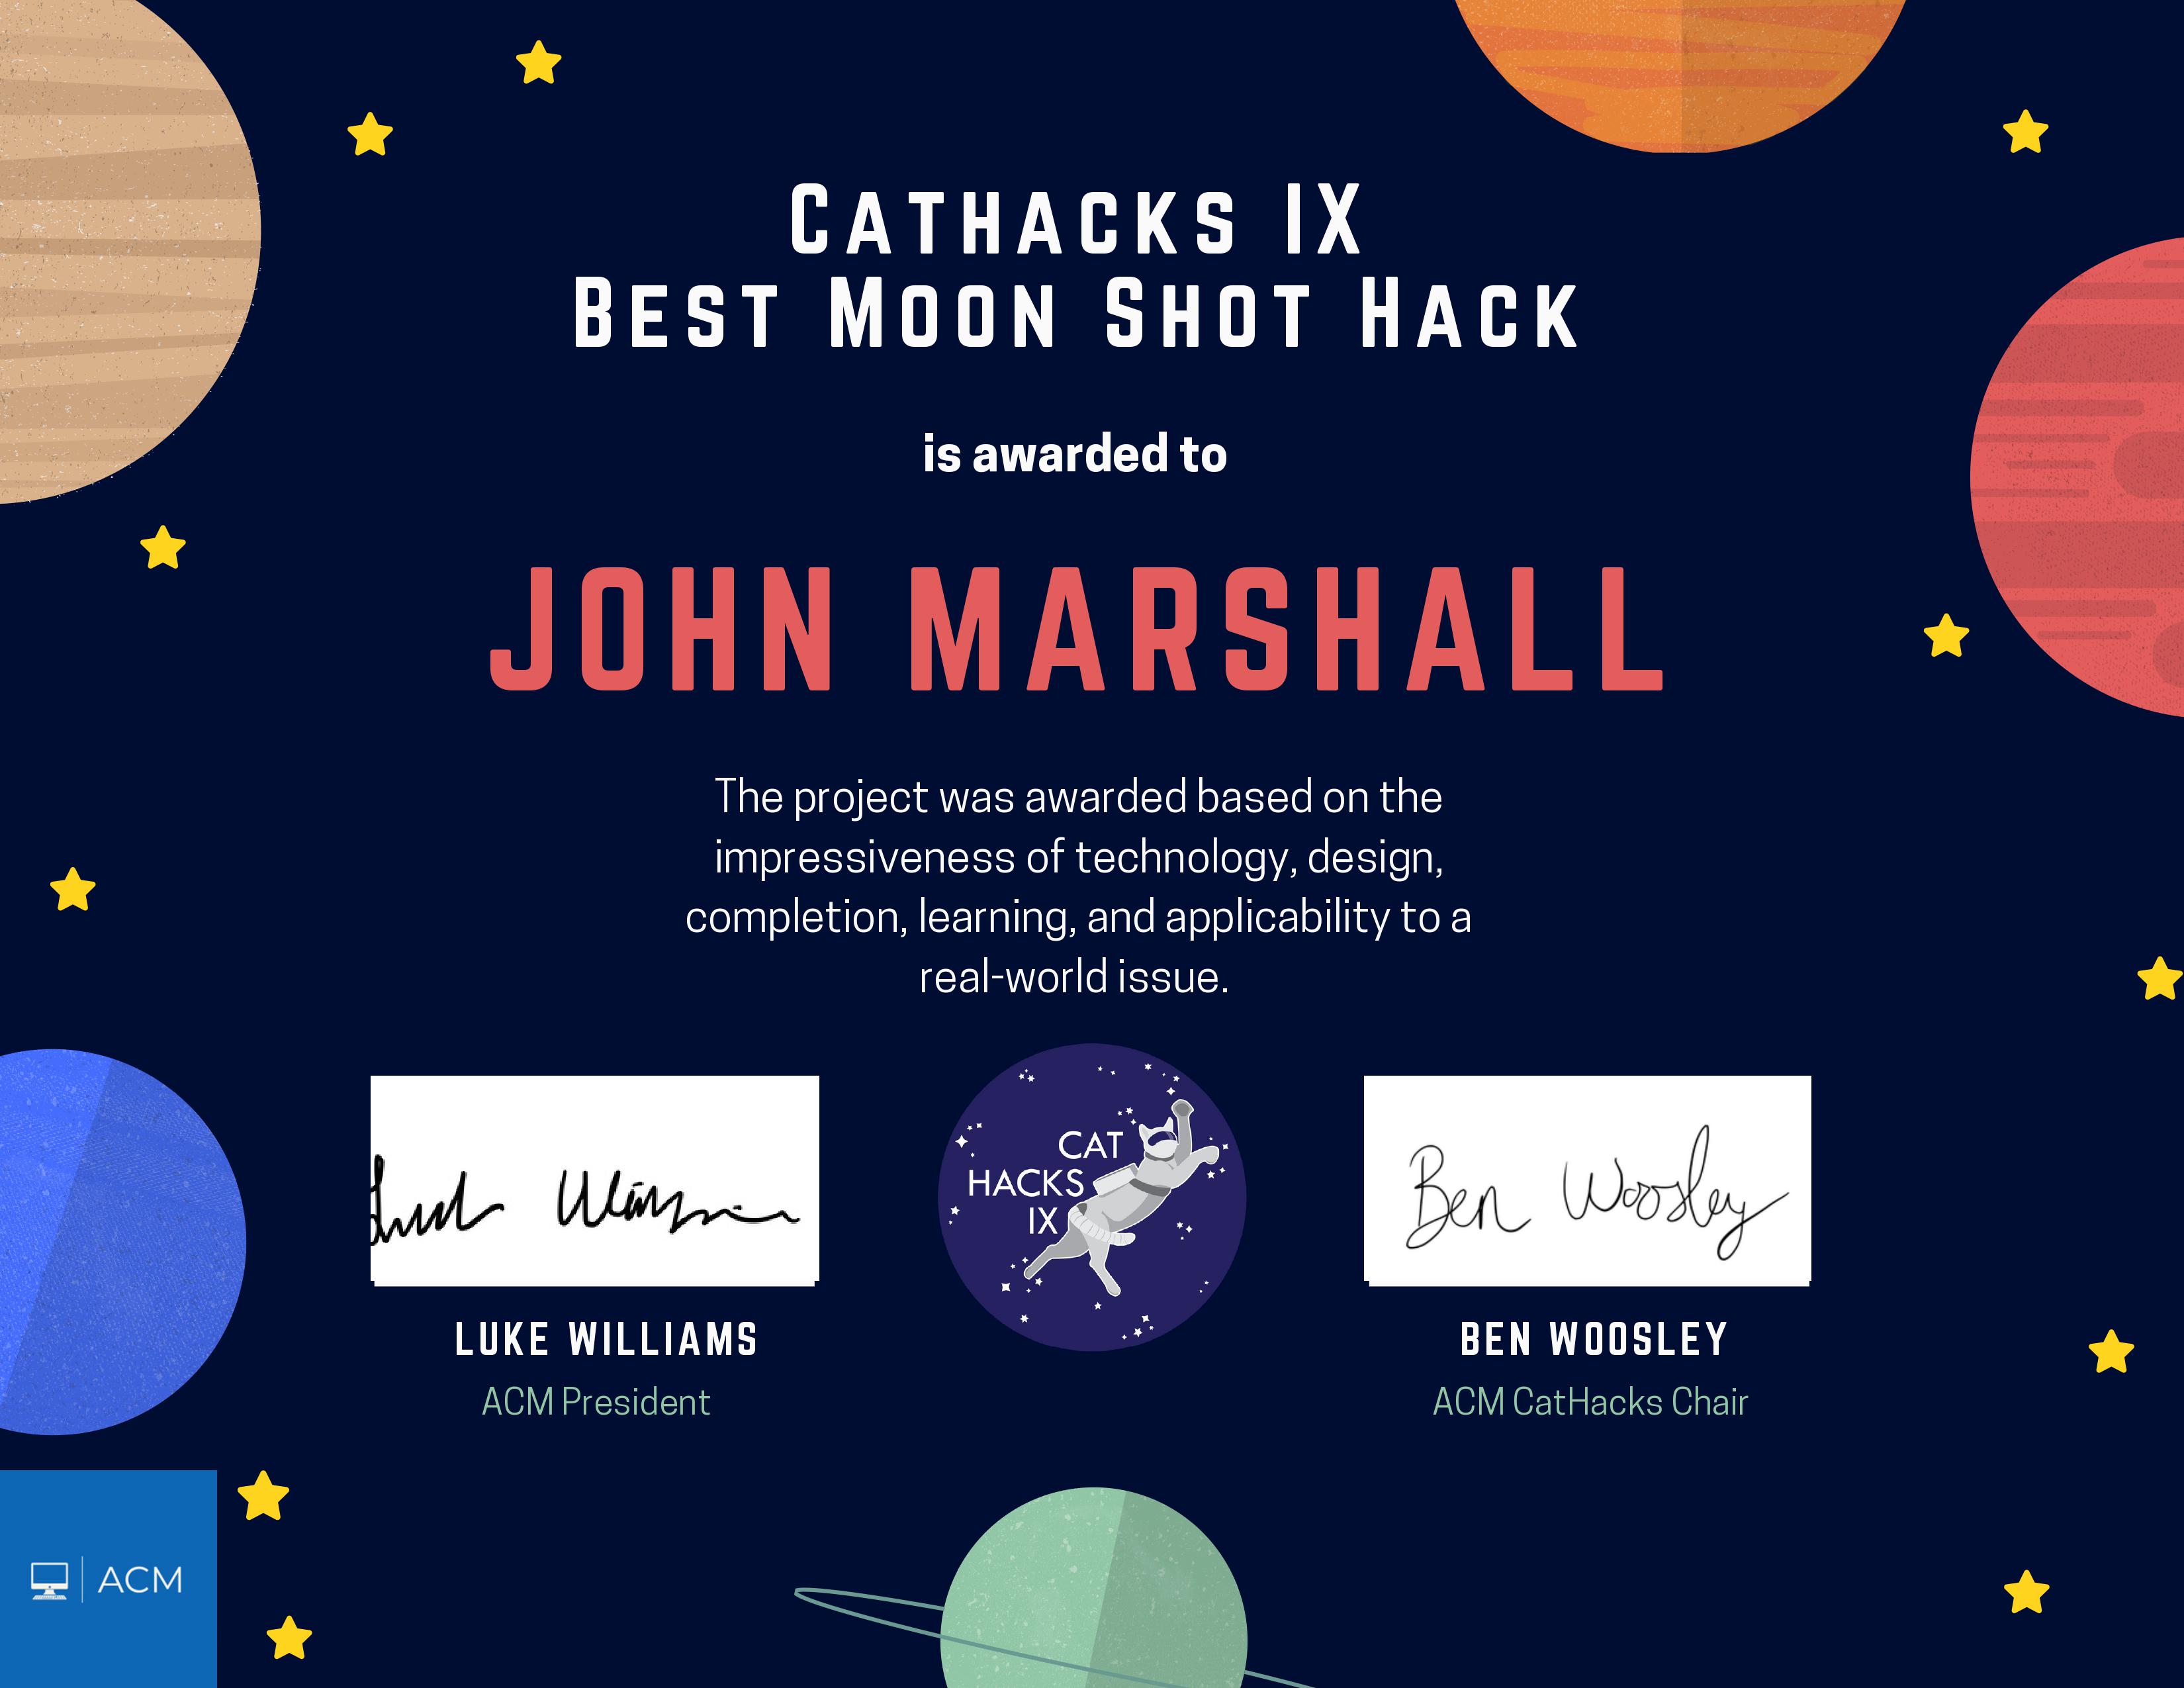 Cathacks IX
Best Moon Shot Hack
is awarded to
JOHN MARSHALL
The project was awarded based on the
impressiveness of technology, design,
completion, learning, and applicability to a
real-world issue.
CAT
HACKS
IX
Ben Woosley
LUKE WILLIAMS
BEN WOOSLEY
ACM President
ACM CatHacks Chair
ACM